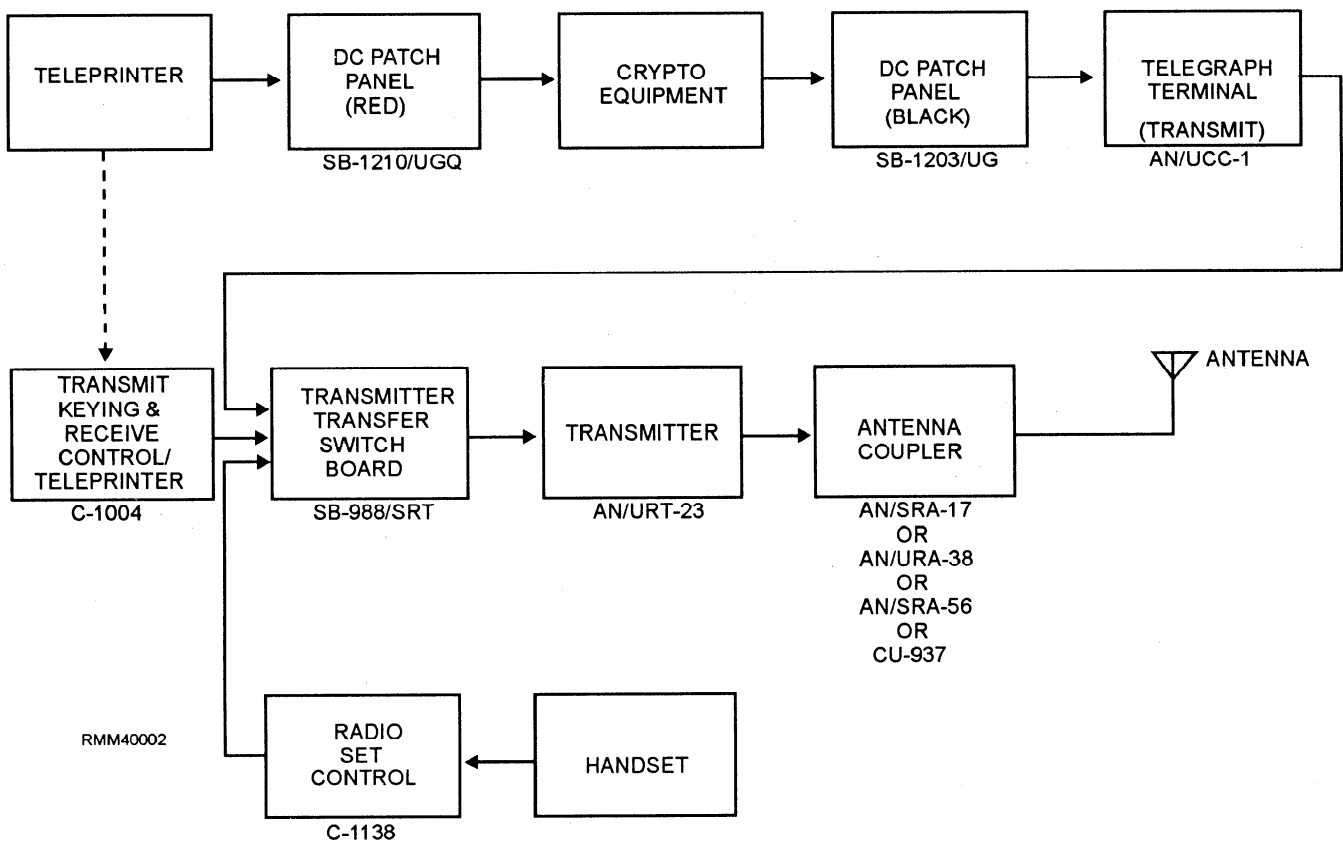 TELEPRINTER
DC PATCH
PANEL
(RED)
SB-1210/UGQ
CRYPTO
EQUIPMENT
DC PATCH
PANEL
(BLACK)
SB-1203/UG
TELEGRAPH
TERMINAL
(TRANSMIT)
AN/UCC-1
TRANSMIT
KEYING &
RECEIVE
CONTROL/
TELEPRINTER
C-1004
TRANSMITTER
TRANSFER
SWITCH
BOARD
SB-988/SRT
TRANSMITTER
AN/URT-23
ANTENNA
COUPLER
AN/SRA-17
OR
AN/URA-38
OR
AN/SRA-56
OR
CU-937
ANTENNA
RMM40002
RADIO
SET
CONTROL
C-1138
HANDSET